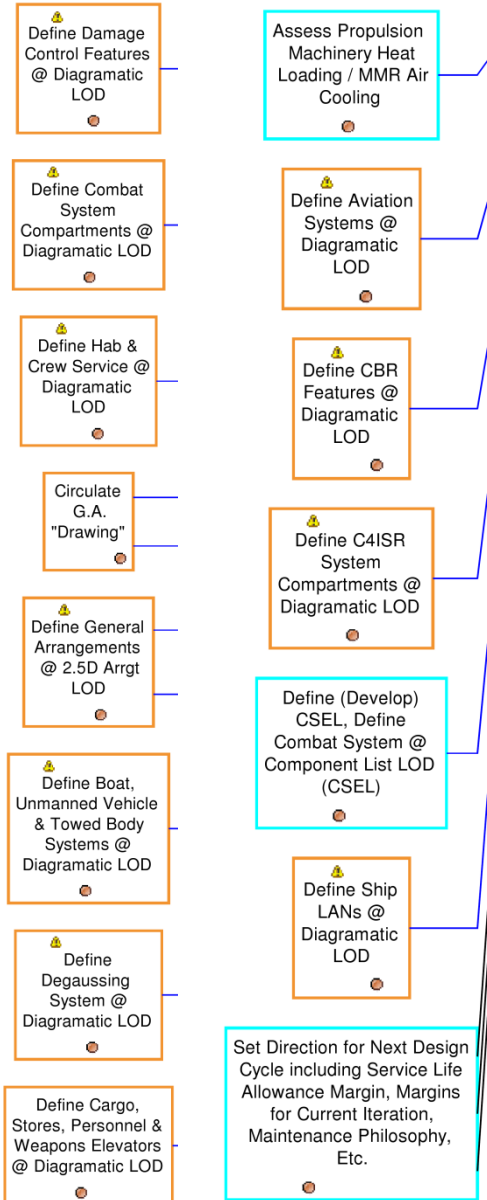 Define Damage
Control Features
@ Diagramatic
LOD
Define Combat
System
Compartments @
Diagramatic LOD
Define Hab &
Crew Service @
Diagramatic
LOD
Circulate
G.A.
"Drawing"
Define General
Arrangements
@ 2.5D Arrgt
LOD
Define Boat,
Unmanned Vehicle
& Towed Body
Systems @
Diagramatic LOD
Define
Degaussing
System @
Diagramatic LOD
Define Cargo,
Stores, Personnel &
Weapons Elevators
@ Diagramatic LOD
Assess Propulsion
Machinery Heat
Loading / MMR Air
Cooling
Define Aviation
Systems @
Diagramatic
LOD
Define CBR
Features @
Diagramatic
LOD
Define C4ISR
System
Compartments @
Diagramatic LOD
Define (Develop)
CSEL, Define
Combat System @
Component List LOD
(CSEL)
Define Ship
LANs @
Diagramatic
LOD
Set Direction for Next Design
Cycle including Service Life
Allowance Margin, Margins
for Current Iteration,
Maintenance Philosophy,
Etc.